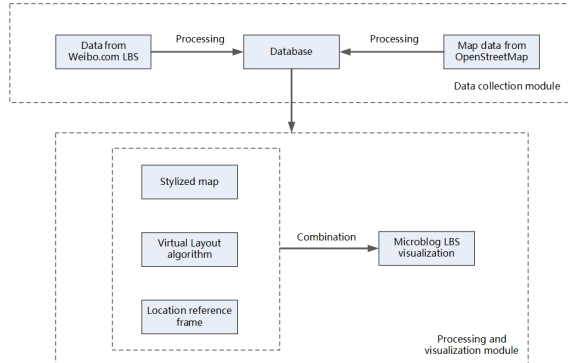 Data from
Weibo.com LBS
Processing
Database
Processing
Map data from
OpenStreetMap
Data collection module
Stylized map
Virtual Layout
algorithm
Location reference
frame
Combination
Microblog LBS
visualization
Processing and
visualization module